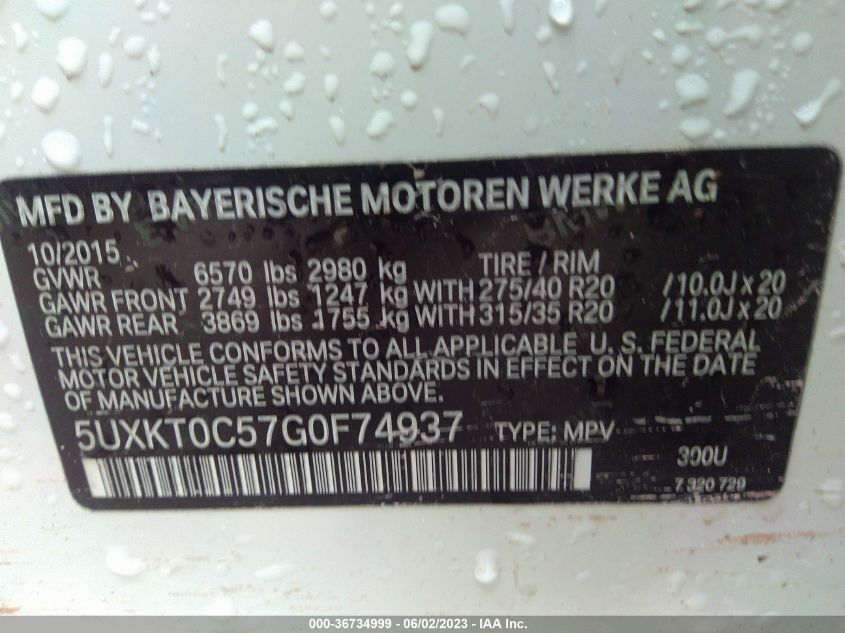 MFD BY BAYERISCHE MOTOREN WERKE AG
10/2015
GVWR 6570 lbs 2980 kg TIRE / RIM
GAWR FRONT 2749 lbs 1247 kg WITH 275/40 R20 /10.0J x 20
GAWR REAR 3869 lbs 1755 kg WITH 315/35 R20 /11.0J x 20
THIS VEHICLE CONFORMS TO ALL APPLICABLE U. S. FEDERAL
MOTOR VEHICLE SAFETY STANDARDS IN EFFECT ON THE DATE
OF MANUFACTURE SHOWN ABOVE.
5UXKT0C57G0F74937 TYPE: MPV
300U
7 320 729
000-36734999 - 06/02/2023 - IAA Inc.